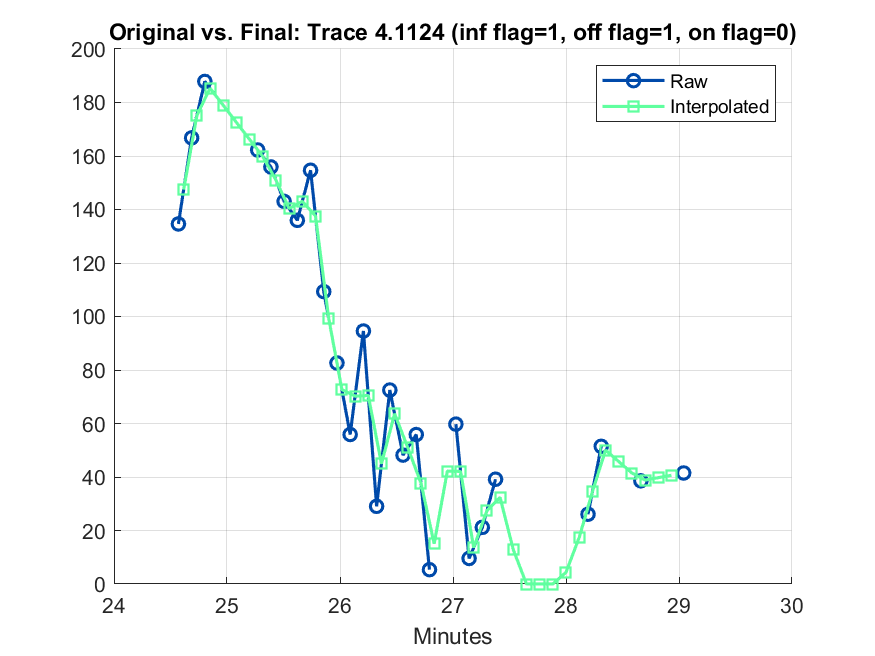 Original vs. Final: Trace 4.1124 (inf flag=1, off flag=1, on flag=0)
200
180
160
140
120
100
80
60
40
20
0
Raw
Interpolated
24 25 26 27 28 29 30
Minutes